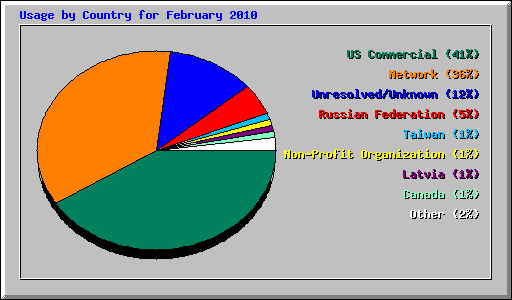 Usage by Country for February 2010
US Commercial (41%)
Network (36%)
Unresolved/Unknown (12%)
Russian Federation (5%)
Taiwan (1%)
Non-Profit Organization (1%)
Latvia (1%)
Canada (1%)
Other (2%)